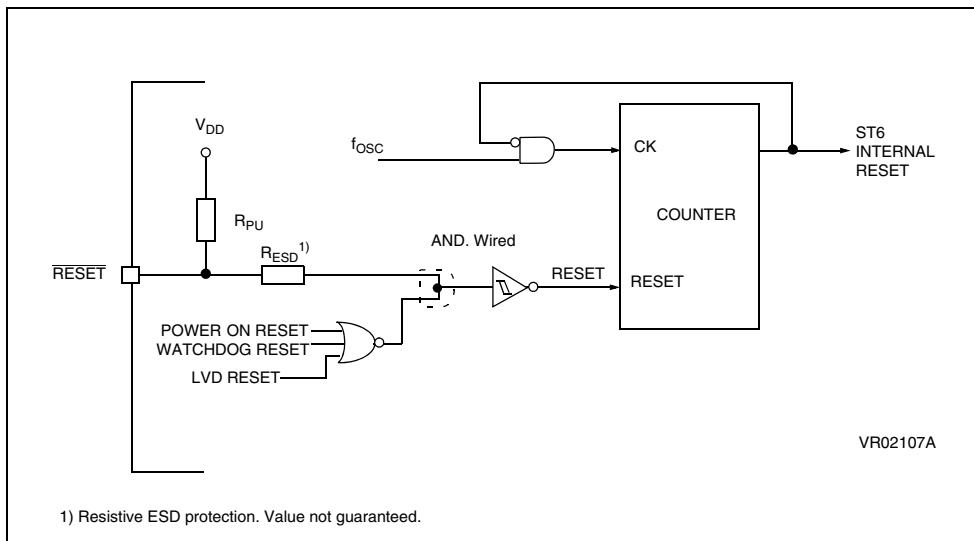 V_DD
R_PU
R_ESD 1)
RESET
f_OSC
CK
COUNTER
RESET
ST6
INTERNAL
RESET
AND. Wired
RESET
POWER ON RESET
WATCHDOG RESET
LVD RESET
VR02107A
1) Resistive ESD protection. Value not guaranteed.